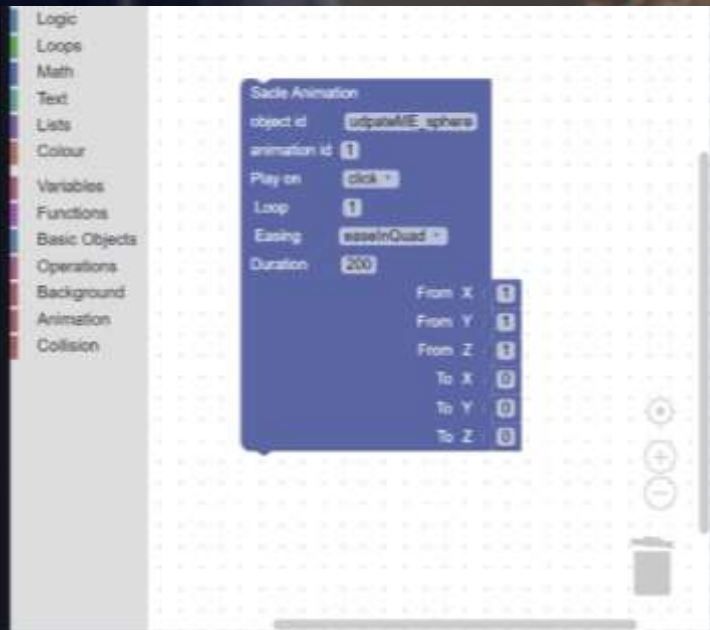 Logic
Loops
Math
Text
Lists
Colour
Variables
Functions
Basic Objects
Operations
Background
Animation
Collision
Sacle Animation
object id udpateME_sphere
animation id 1
Play on click
Loop 1
Easing easeInQuad
Duration 200
From X 1
From Y 1
From Z 1
To X 0
To Y 0
To Z 0